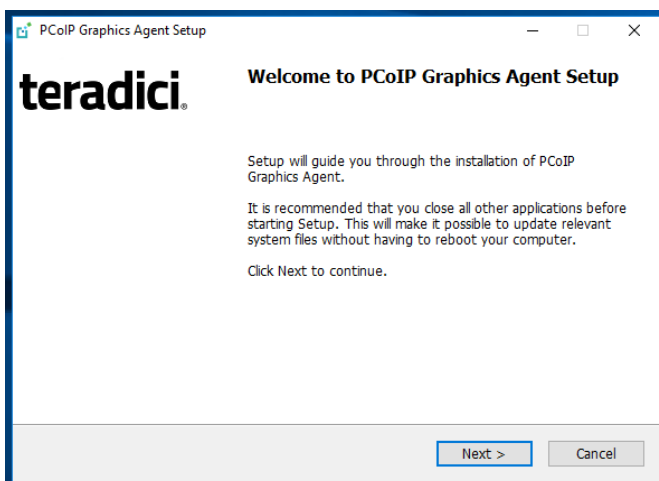 PCoIP Graphics Agent Setup
teradici®
Welcome to PCoIP Graphics Agent Setup
Setup will guide you through the installation of PCoIP
Graphics Agent.
It is recommended that you close all other applications before
starting Setup. This will make it possible to update relevant
system files without having to reboot your computer.
Click Next to continue.
Next >
Cancel